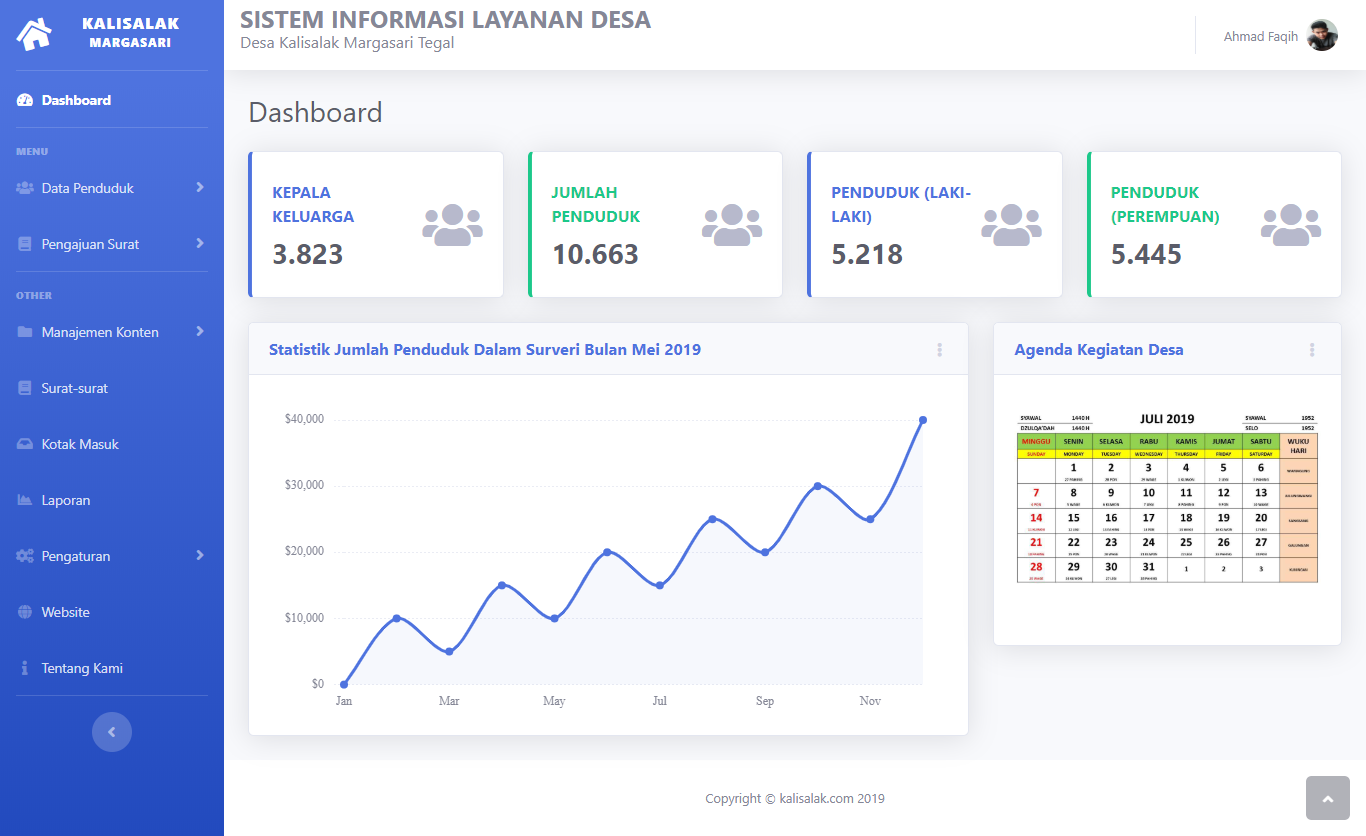 KALISALAK
MARGASARI
Dashboard
MENU
Data Penduduk
Pengajuan Surat
OTHER
Manajemen Konten
Surat-surat
Kotak Masuk
Laporan
Pengaturan
Website
Tentang Kami
SISTEM INFORMASI LAYANAN DESA
Desa Kalisalak Margasari Tegal
Ahmad Faqih
Dashboard
KEPALA
KELUARGA
3.823
JUMLAH
PENDUDUK
10.663
PENDUDUK (LAKI-
LAKI)
5.218
PENDUDUK
(PEREMPUAN)
5.445
Statistik Jumlah Penduduk Dalam Surveri Bulan Mei 2019
$40,000
$30,000
$20,000
$10,000
$0
Jan Mar May Jul Sep Nov
Agenda Kegiatan Desa
SYAWAL 1440 H JULI 2019 SYAWAL 1952
DZULQA'DAH 1440 H SELO 1952
MINGGU SENIN SELASA RABU KAMIS JUMAT SABTU WUKU
HARI
SUNDAY MONDAY TUESDAY WEDNESDAY THURSDAY FRIDAY SATURDAY
1 2 3 4 5 6
7 8 9 10 11 12 13
14 15 16 17 18 19 20
21 22 23 24 25 26 27
28 29 30 31 1 2 3
Copyright © kalisalak.com 2019